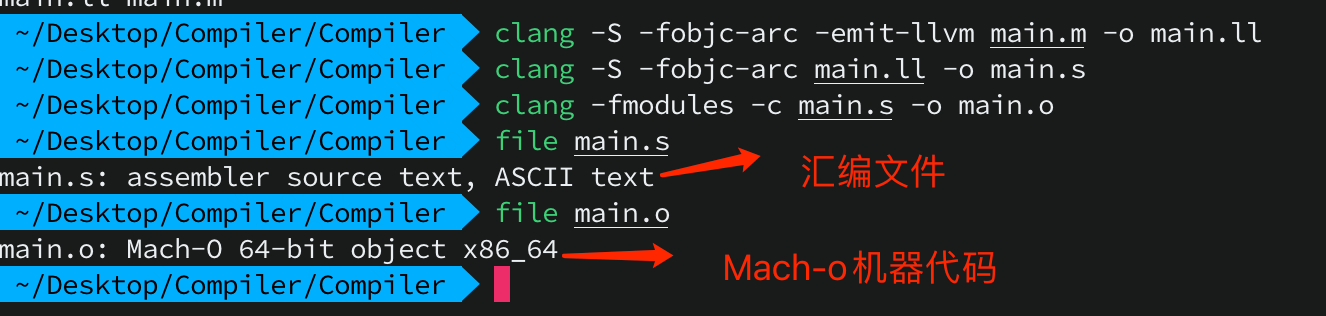 main.ll main.m
~/Desktop/Compiler/Compiler clang -S -fobjc-arc -emit-llvm main.m -o main.ll
~/Desktop/Compiler/Compiler clang -S -fobjc-arc main.ll -o main.s
~/Desktop/Compiler/Compiler clang -fmodules -c main.s -o main.o
~/Desktop/Compiler/Compiler file main.s
main.s: assembler source text, ASCII text 汇编文件
~/Desktop/Compiler/Compiler file main.o
main.o: Mach-O 64-bit object x86_64 Mach-o机器代码
~/Desktop/Compiler/Compiler